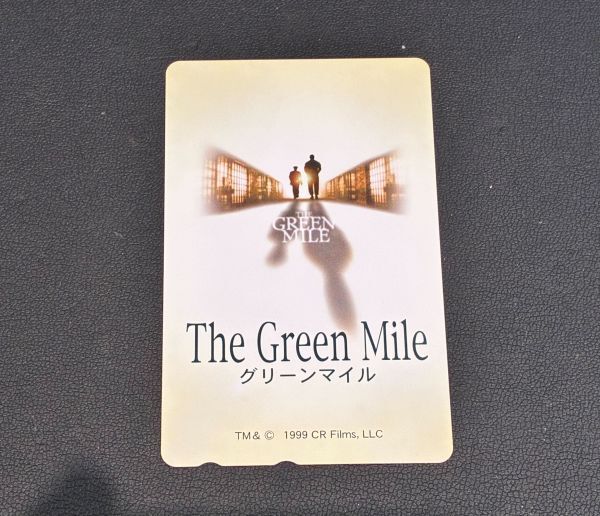 THE
GREEN
MILE
The Green Mile
グリーンマイル
TM & © 1999 CR Films, LLC